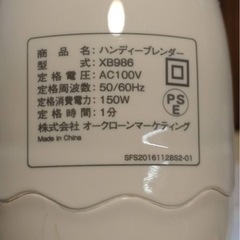 商品名：ハンディーブレンダー
型式：XB986
定格電圧：AC100V
定格周波数：50/60Hz
定格消費電力：150W
定格時間：1分
株式会社 オークローンマーケティング
Made in China
PS
E
SFS20161128S2-01